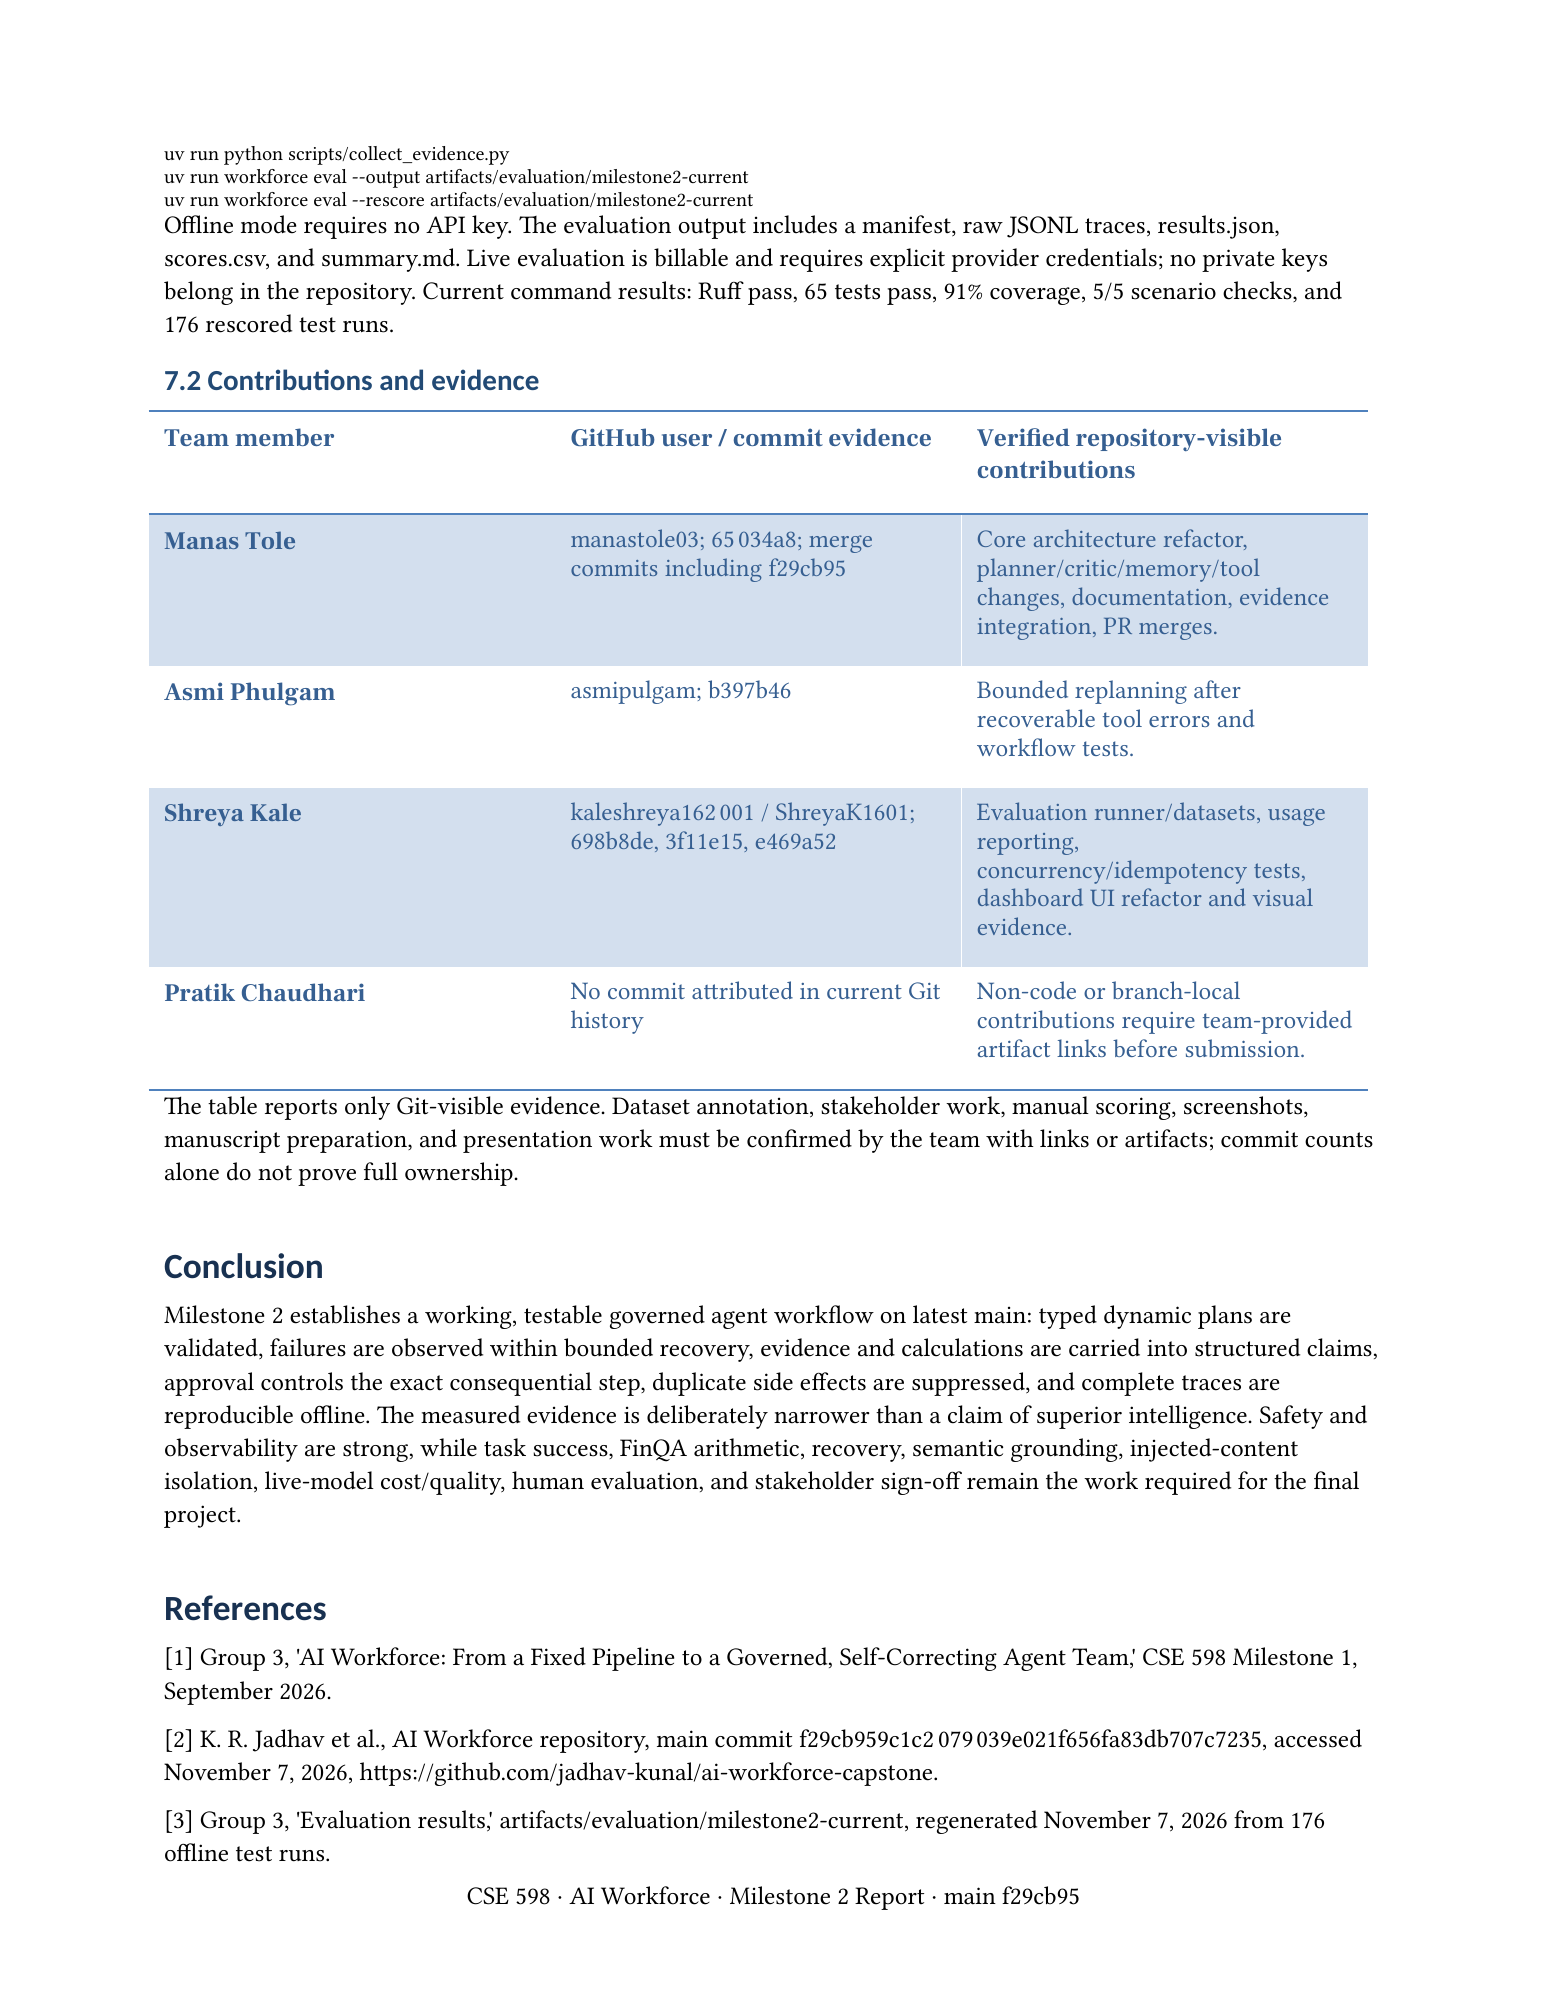 uv run python scripts/collect_evidence.py
uv run workforce eval --output artifacts/evaluation/milestone2-current
uv run workforce eval --rescore artifacts/evaluation/milestone2-current
Offline mode requires no API key. The evaluation output includes a manifest, raw JSONL traces, results.json,
scores.csv, and summary.md. Live evaluation is billable and requires explicit provider credentials; no private keys
belong in the repository. Current command results: Ruff pass, 65 tests pass, 91% coverage, 5/5 scenario checks, and
176 rescored test runs.
7.2 Contributions and evidence
Team member
GitHub user / commit evidence
Verified repository-visible
contributions
Manas Tole
manastole03; 65 034a8; merge
commits including f29cb95
Core architecture refactor,
planner/critic/memory/tool
changes, documentation, evidence
integration, PR merges.
Asmi Phulgam
asmipulgam; b397b46
Bounded replanning after
recoverable tool errors and
workflow tests.
Shreya Kale
kaleshreya162 001 / ShreyaK1601;
698b8de, 3f11e15, e469a52
Evaluation runner/datasets, usage
reporting,
concurrency/idempotency tests,
dashboard UI refactor and visual
evidence.
Pratik Chaudhari
No commit attributed in current Git
history
Non-code or branch-local
contributions require team-provided
artifact links before submission.
The table reports only Git-visible evidence. Dataset annotation, stakeholder work, manual scoring, screenshots,
manuscript preparation, and presentation work must be confirmed by the team with links or artifacts; commit counts
alone do not prove full ownership.
Conclusion
Milestone 2 establishes a working, testable governed agent workflow on latest main: typed dynamic plans are
validated, failures are observed within bounded recovery, evidence and calculations are carried into structured claims,
approval controls the exact consequential step, duplicate side effects are suppressed, and complete traces are
reproducible offline. The measured evidence is deliberately narrower than a claim of superior intelligence. Safety and
observability are strong, while task success, FinQA arithmetic, recovery, semantic grounding, injected-content
isolation, live-model cost/quality, human evaluation, and stakeholder sign-off remain the work required for the final
project.
References
[1] Group 3, 'AI Workforce: From a Fixed Pipeline to a Governed, Self-Correcting Agent Team,' CSE 598 Milestone 1,
September 2026.
[2] K. R. Jadhav et al., AI Workforce repository, main commit f29cb959c1c2 079 039e021f656fa83db707c7235, accessed
November 7, 2026, https://github.com/jadhav-kunal/ai-workforce-capstone.
[3] Group 3, 'Evaluation results,' artifacts/evaluation/milestone2-current, regenerated November 7, 2026 from 176
offline test runs.
CSE 598 · AI Workforce · Milestone 2 Report · main f29cb95